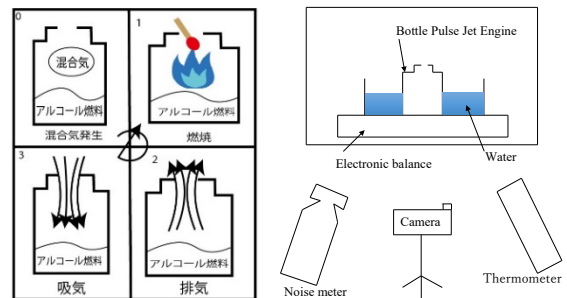 0
混合気
アルコール燃料
混合気発生
1
アルコール燃料
燃焼
3
アルコール燃料
吸気
2
アルコール燃料
排気
Bottle Pulse Jet Engine
Electronic balance
Water
Noise meter
Camera
Thermometer